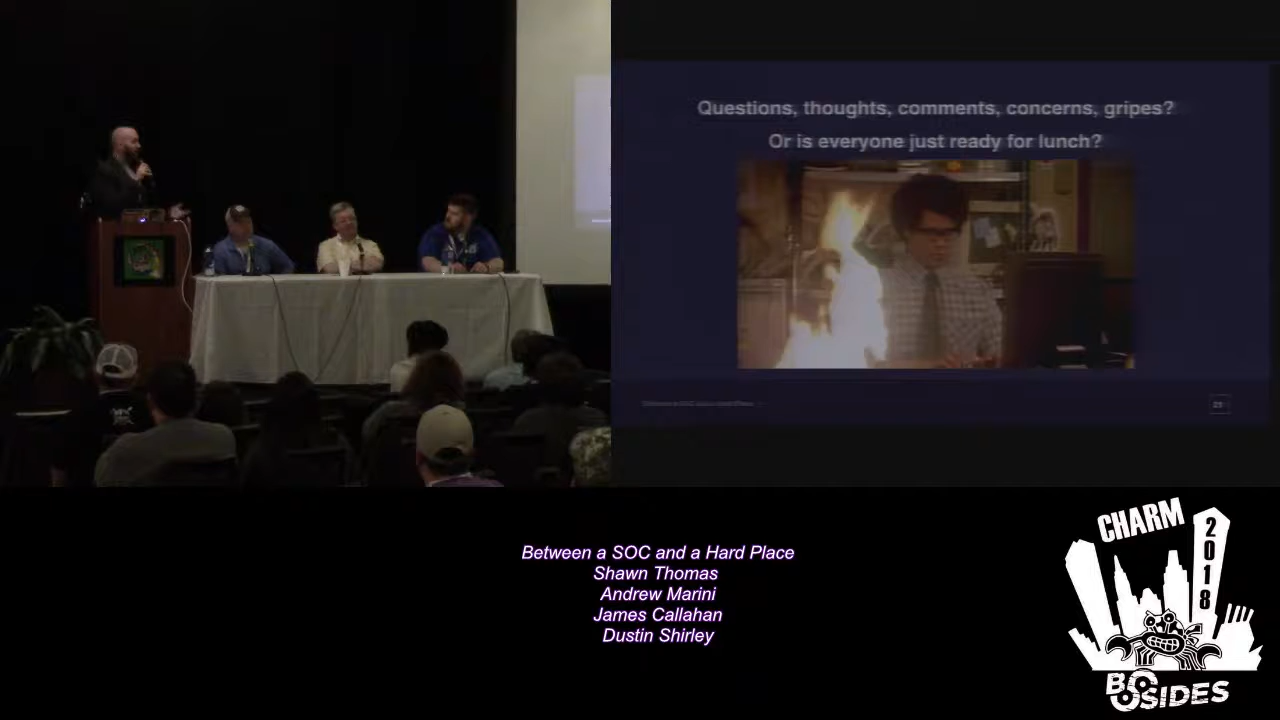 Questions, thoughts, comments, concerns, gripes?
Or is everyone just ready for lunch?
Between a SOC and a Hard Place
Shawn Thomas
Andrew Marini
James Callahan
Dustin Shirley
CHARM
2018
BSIDES